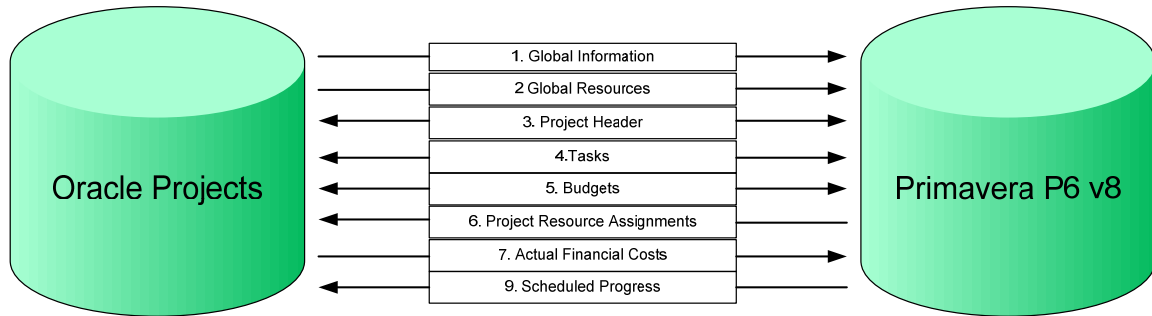 Oracle Projects
1. Global Information
2 Global Resources
3. Project Header
4.Tasks
5. Budgets
6. Project Resource Assignments
7. Actual Financial Costs
9. Scheduled Progress
Primavera P6 v8